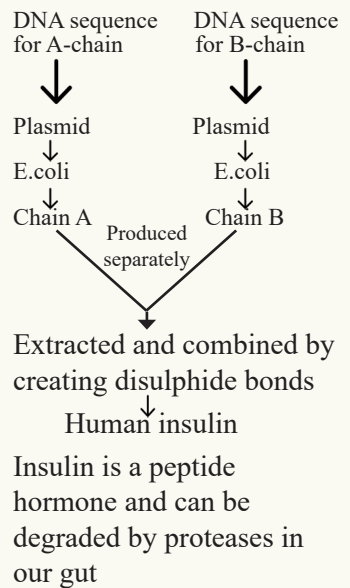 DNA sequence
for A-chain
DNA sequence
for B-chain
Plasmid
Plasmid
E.coli
E.coli
Chain A
Chain B
Produced
separately
Extracted and combined by
creating disulphide bonds
Human insulin
Insulin is a peptide
hormone and can be
degraded by proteases in
our gut